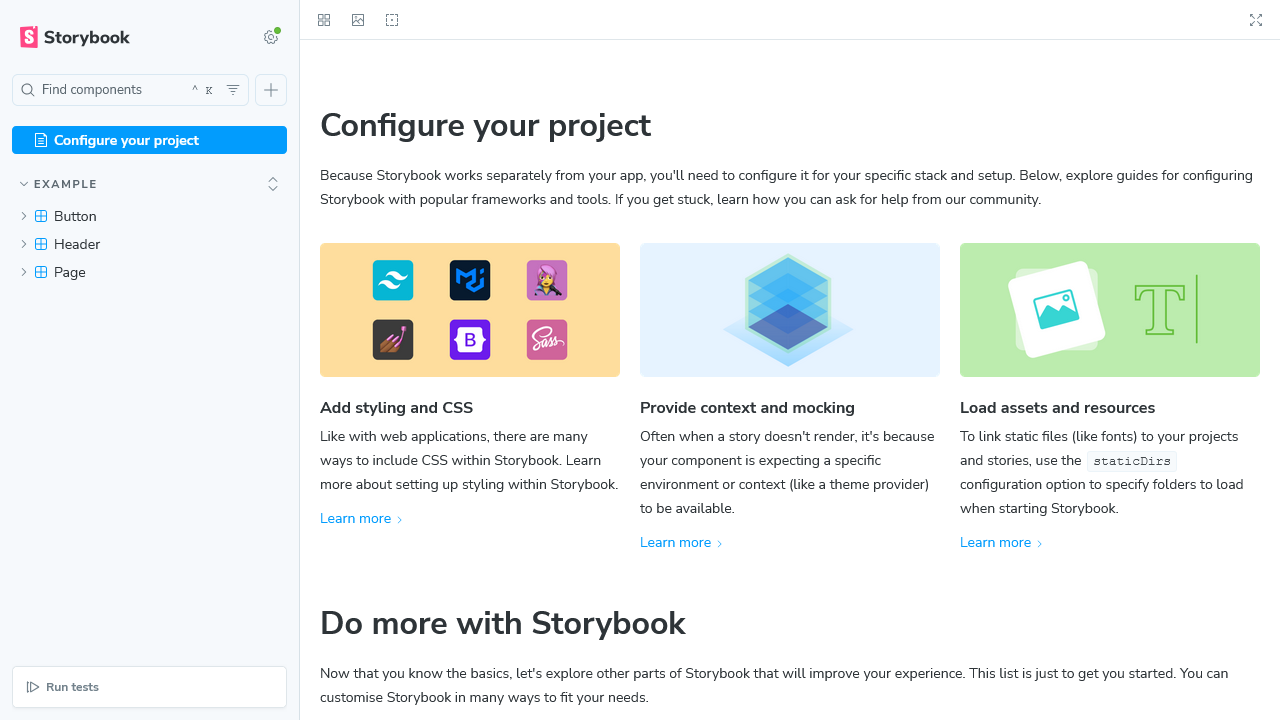 Storybook
Find components
^ K
Configure your project
EXAMPLE
Button
Header
Page
Run tests
Configure your project
Because Storybook works separately from your app, you'll need to configure it for your specific stack and setup. Below, explore guides for configuring
Storybook with popular frameworks and tools. If you get stuck, learn how you can ask for help from our community.
B
Sass
T
Add styling and CSS
Like with web applications, there are many
ways to include CSS within Storybook. Learn
more about setting up styling within Storybook.
Learn more
Provide context and mocking
Often when a story doesn't render, it's because
your component is expecting a specific
environment or context (like a theme provider)
to be available.
Learn more
Load assets and resources
To link static files (like fonts) to your projects
and stories, use the staticDirs
configuration option to specify folders to load
when starting Storybook.
Learn more
Do more with Storybook
Now that you know the basics, let's explore other parts of Storybook that will improve your experience. This list is just to get you started. You can
customise Storybook in many ways to fit your needs.